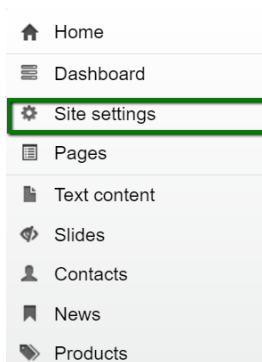 Home
Dashboard
Site settings
Pages
Text content
Slides
Contacts
News
Products